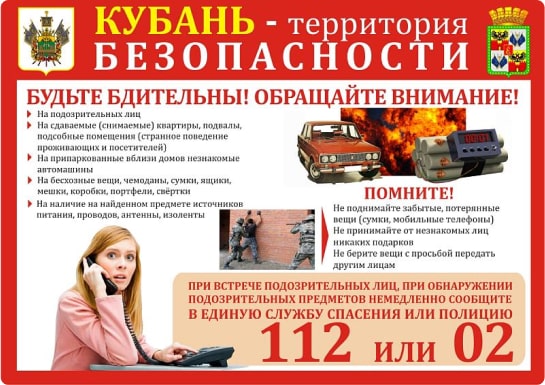 КУБАНЬ - территория
БЕЗОПАСНОСТИ
БУДЬТЕ БДИТЕЛЬНЫ! ОБРАЩАЙТЕ ВНИМАНИЕ!
На подозрительных лиц
На сдаваемые (снимаемые) квартиры, подвалы,
подсобные помещения (странное поведение
проживающих и посетителей)
На припаркованные вблизи домов незнакомые
автомашины
На бесхозные вещи, чемоданы, сумки, ящики,
мешки, коробки, портфели, свёртки
На наличие на найденном предмете источников
питания, проводов, антенны, изоленты
ПОМНИТЕ!
Не поднимайте забытые, потерянные
вещи (сумки, мобильные телефоны)
Не принимайте от незнакомых лиц
никаких подарков
Не берите вещи с просьбой передать
другим лицам
ПРИ ВСТРЕЧЕ ПОДОЗРИТЕЛЬНЫХ ЛИЦ, ПРИ ОБНАРУЖЕНИИ
ПОДОЗРИТЕЛЬНЫХ ПРЕДМЕТОВ НЕМЕДЛЕННО СООБЩИТЕ
В ЕДИНУЮ СЛУЖБУ СПАСЕНИЯ ИЛИ ПОЛИЦИЮ
112 или 02